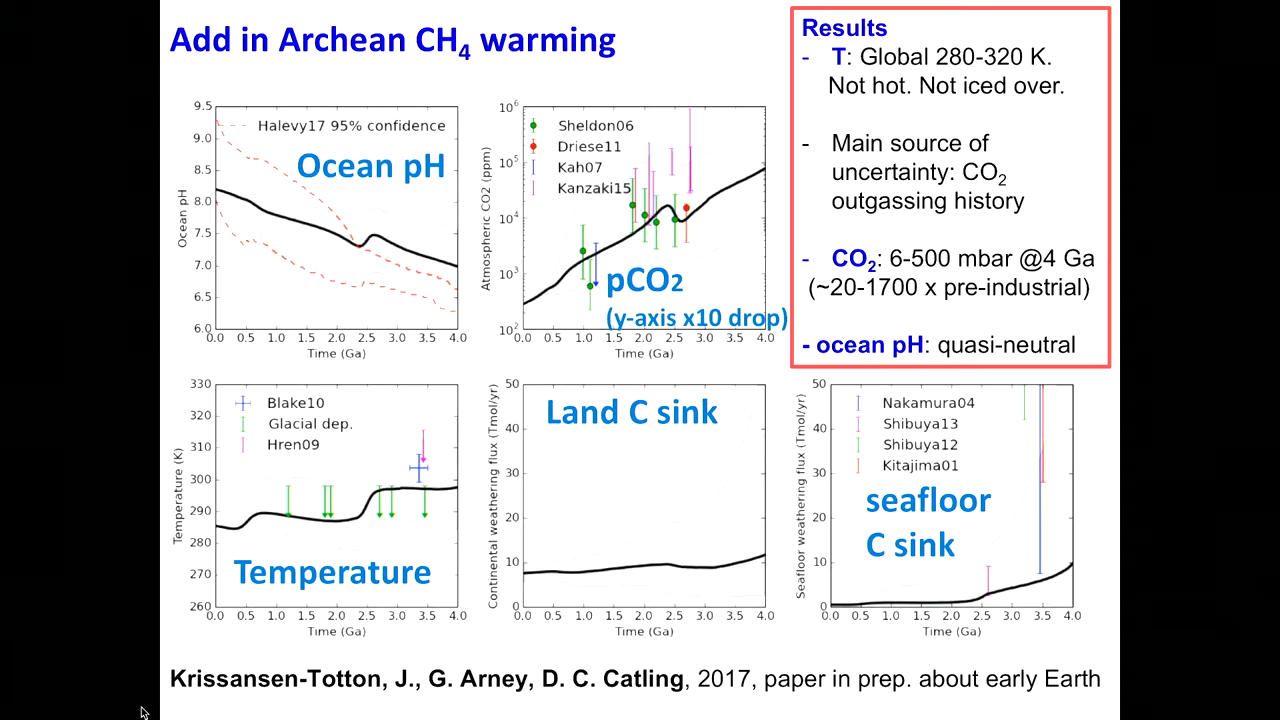 Add in Archean CH₄ warming
Results
- T: Global 280-320 K.
Not hot. Not iced over.
- Main source of
uncertainty: CO₂
outgassing history
- CO₂: 6-500 mbar @4 Ga
(~20-1700 x pre-industrial)
- ocean pH: quasi-neutral
Ocean pH
9.5
9.0
8.5
8.0
7.5
7.0
6.5
6.0
Halevy17 95% confidence
Ocean pH
0.0 0.5 1.0 1.5 2.0 2.5 3.0 3.5 4.0
Time (Ga)
Atmospheric CO2 (ppm)
10⁶
10⁵
10⁴
10³
10²
Sheldon06
Driese11
Kah07
Kanzaki15
pCO₂
(y-axis x10 drop)
0.0 0.5 1.0 1.5 2.0 2.5 3.0 3.5 4.0
Time (Ga)
Temperature (K)
330
320
310
300
290
280
270
260
Blake10
Glacial dep.
Hren09
Temperature
0.0 0.5 1.0 1.5 2.0 2.5 3.0 3.5 4.0
Time (Ga)
Continental weathering flux (Tmol/yr)
50
40
30
20
10
0
Land C sink
0.0 0.5 1.0 1.5 2.0 2.5 3.0 3.5 4.0
Time (Ga)
Seafloor weathering flux (Tmol/yr)
50
40
30
20
10
0
Nakamura04
Shibuya13
Shibuya12
Kitajima01
seafloor
C sink
0.0 0.5 1.0 1.5 2.0 2.5 3.0 3.5 4.0
Time (Ga)
Krissansen-Totton, J., G. Arney, D. C. Catling, 2017, paper in prep. about early Earth